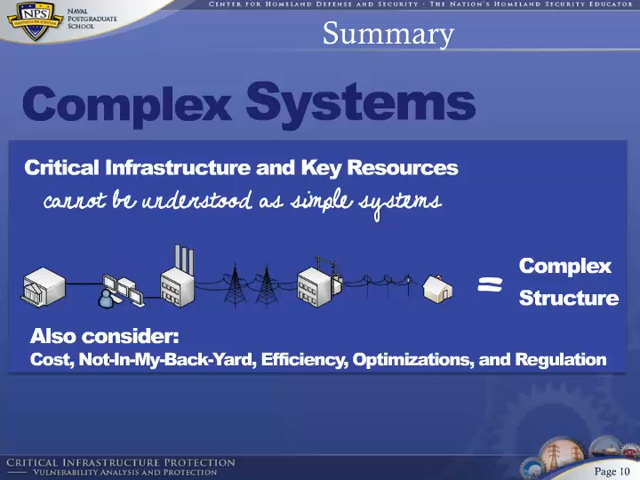 CENTER FOR HOMELAND DEFENSE AND SECURITY · THE NATION'S HOMELAND SECURITY EDUCATOR
NPS
NAVAL
POSTGRADUATE
SCHOOL
Summary
Complex Systems
Critical Infrastructure and Key Resources
cannot be understood as simple systems
= Complex
Structure
Also consider:
Cost, Not-In-My-Back-Yard, Efficiency, Optimizations, and Regulation
CRITICAL INFRASTRUCTURE PROTECTION
VULNERABILITY ANALYSIS AND PROTECTION
Page 10